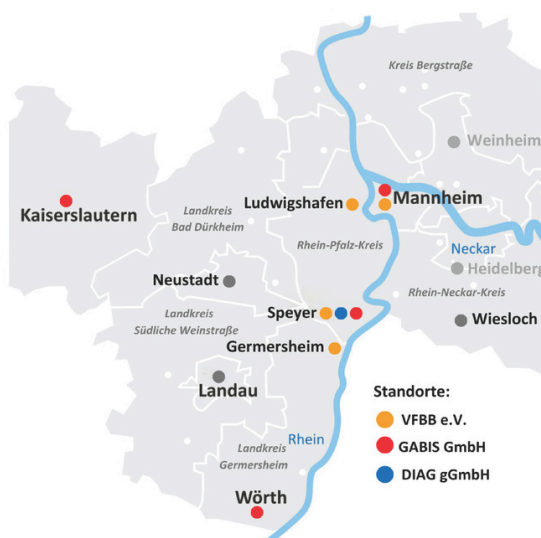 Kreis Bergstraße
Weinheim
Ludwigshafen
Mannheim
Kaiserslautern
Landkreis
Bad Dürkheim
Rhein-Pfalz-Kreis
Neckar
Heidelberg
Neustadt
Rhein-Neckar-Kreis
Landkreis
Südliche Weinstraße
Speyer
Wiesloch
Germersheim
Landau
Standorte:
VFBB e.V.
GABIS GmbH
DIAG gGmbH
Rhein
Landkreis
Germersheim
Wörth